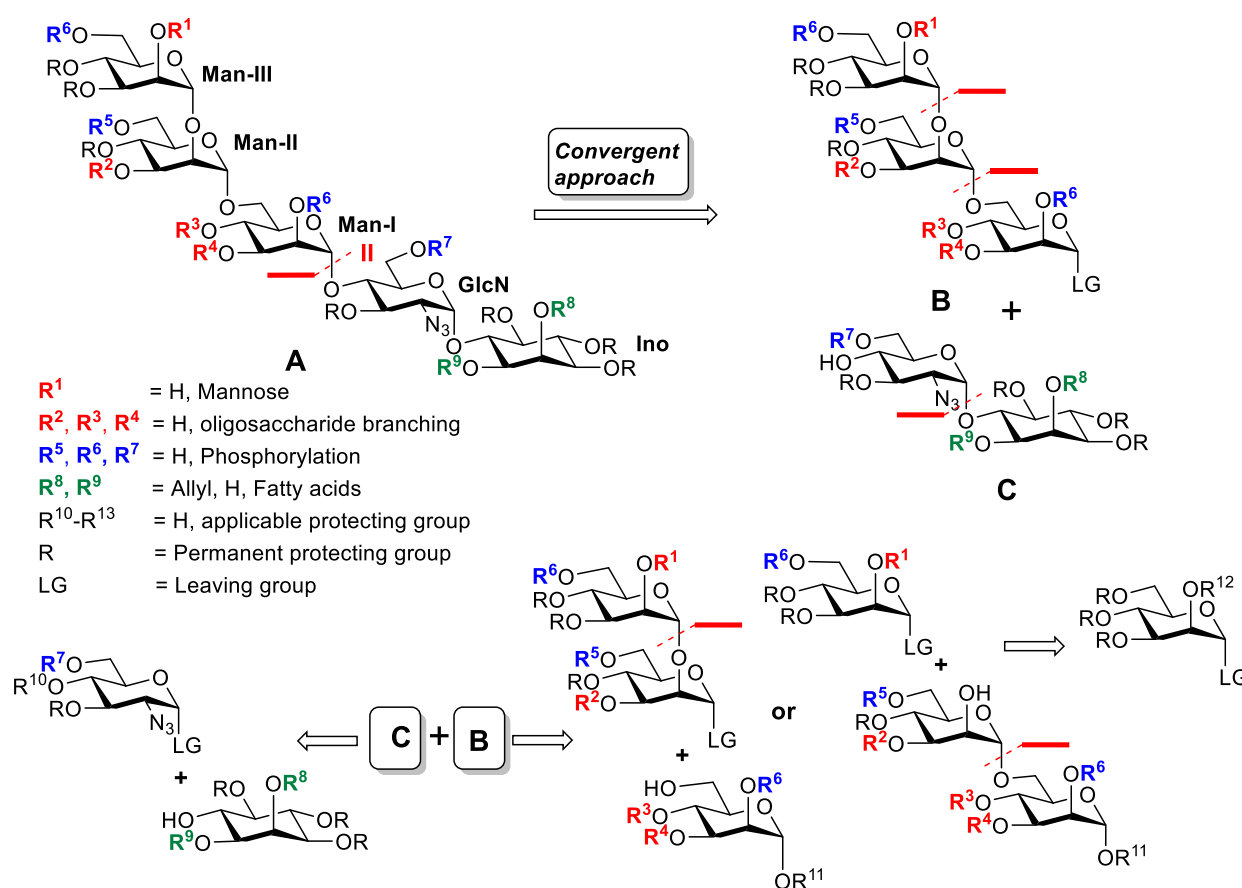 R⁶O
OR¹
RO
RO
O
Man-III
O
R⁵O
O
Man-II
RO
R²O
O
OR⁶
O
Man-I
R³O
R⁴O
II
OR⁷
O
O
GlcN
RO
N₃
OR⁸
RO
O
OR
OR
R⁹O
Ino
A
Convergent
approach
R⁶O
OR¹
O
RO
RO
O
R⁵O
O
RO
R²O
O
OR⁶
O
R³O
R⁴O
LG
B
+
R⁷O
HO
O
RO
N₃
OR⁸
RO
O
OR
OR
R⁹O
C
R¹ = H, Mannose
R², R³, R⁴ = H, oligosaccharide branching
R⁵, R⁶, R⁷ = H, Phosphorylation
R⁸, R⁹ = Allyl, H, Fatty acids
R¹⁰-R¹³ = H, applicable protecting group
R = Permanent protecting group
LG = Leaving group
R⁷O
R¹⁰O
O
RO
N₃
LG
+
OR⁸
RO
HO
OR
OR
R⁹O
C + B
R⁶O
OR¹
O
RO
RO
O
R⁵O
O
RO
R²O
LG
+
HO
OR⁶
O
R³O
R⁴O
OR¹¹
or
R⁶O
OR¹
O
RO
RO
LG
+
R⁵O
OH
O
RO
R²O
O
OR⁶
O
R³O
R⁴O
OR¹¹
RO
OR¹²
O
RO
RO
LG